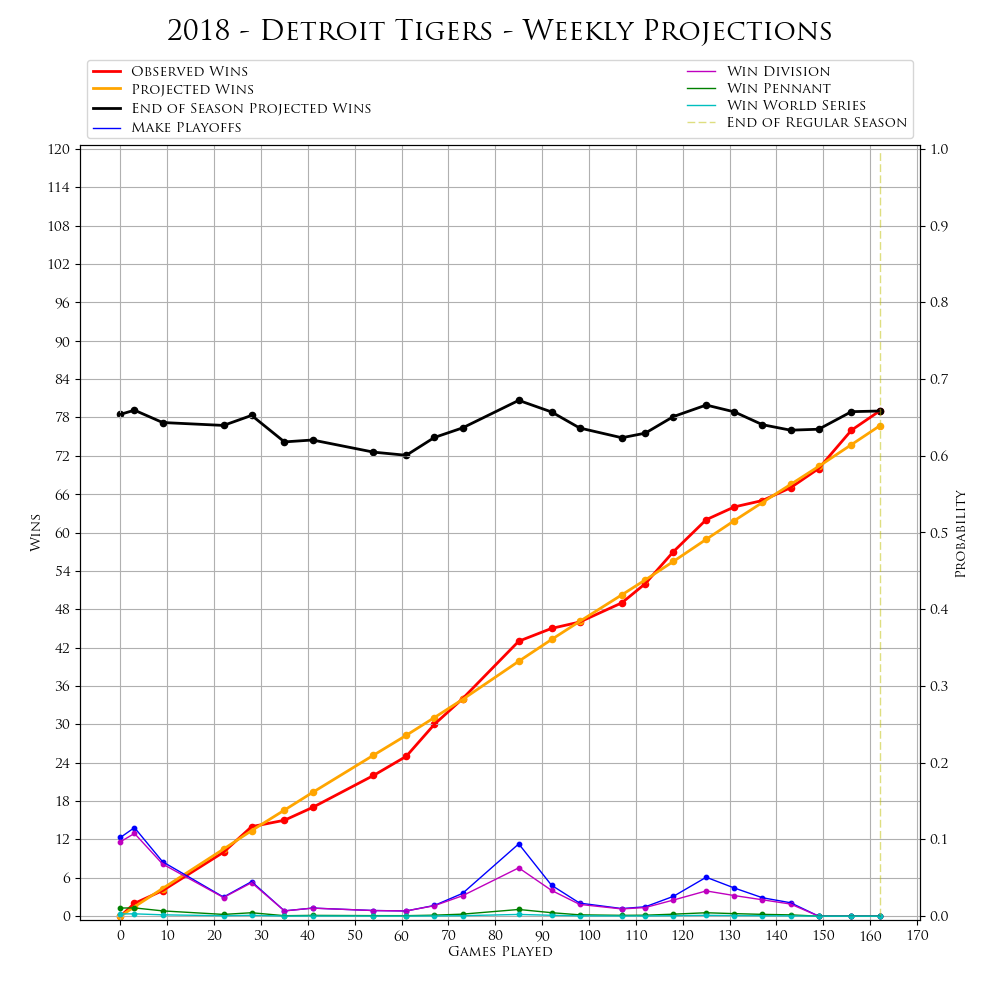 2018 - Detroit Tigers - Weekly Projections
Observed Wins
Projected Wins
End of Season Projected Wins
Make Playoffs
Win Division
Win Pennant
Win World Series
End of Regular Season
120
114
108
102
96
90
84
78
72
66
60
54
48
42
36
30
24
18
12
6
0
Wins
1.0
0.9
0.8
0.7
0.6
0.5
0.4
0.3
0.2
0.1
0.0
Probability
0 10 20 30 40 50 60 70 80 90 100 110 120 130 140 150 160 170
Games Played